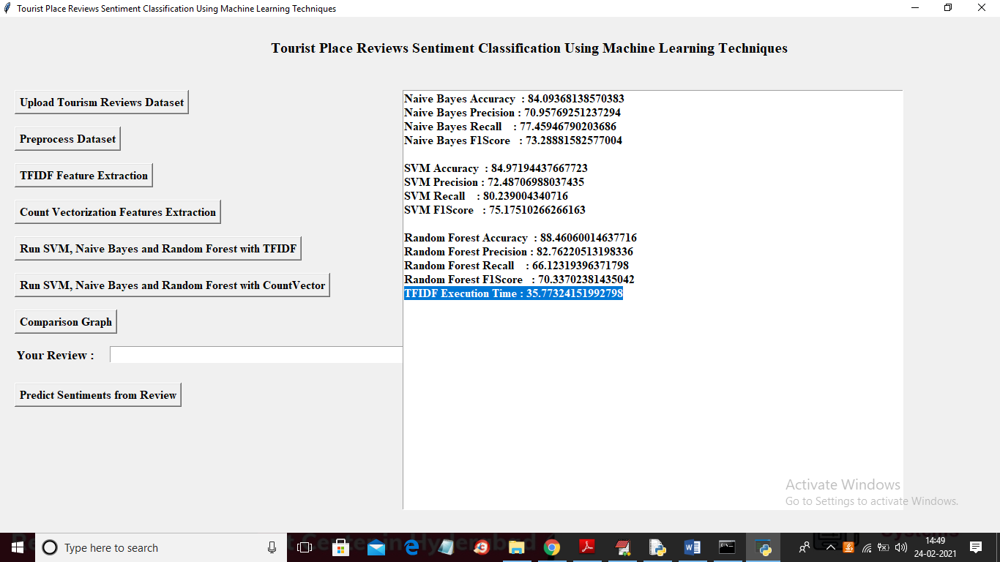 Tourist Place Reviews Sentiment Classification Using Machine Learning Techniques
Tourist Place Reviews Sentiment Classification Using Machine Learning Techniques
Upload Tourism Reviews Dataset
Preprocess Dataset
TFIDF Feature Extraction
Count Vectorization Features Extraction
Run SVM, Naive Bayes and Random Forest with TFIDF
Run SVM, Naive Bayes and Random Forest with CountVector
Comparison Graph
Your Review :
Predict Sentiments from Review
Naive Bayes Accuracy : 84.09368138570383
Naive Bayes Precision : 70.95769251237294
Naive Bayes Recall : 77.45946790203686
Naive Bayes F1Score : 73.28881582577004
SVM Accuracy : 84.97194437667723
SVM Precision : 72.48706988037435
SVM Recall : 80.239004340716
SVM F1Score : 75.17510266266163
Random Forest Accuracy : 88.46060014637716
Random Forest Precision : 82.76220513198336
Random Forest Recall : 66.12319396371798
Random Forest F1Score : 70.33702381435042
TFIDF Execution Time : 35.77324151992798
Activate Windows
Go to Settings to activate Windows.
Type here to search
14:49
24-02-2021